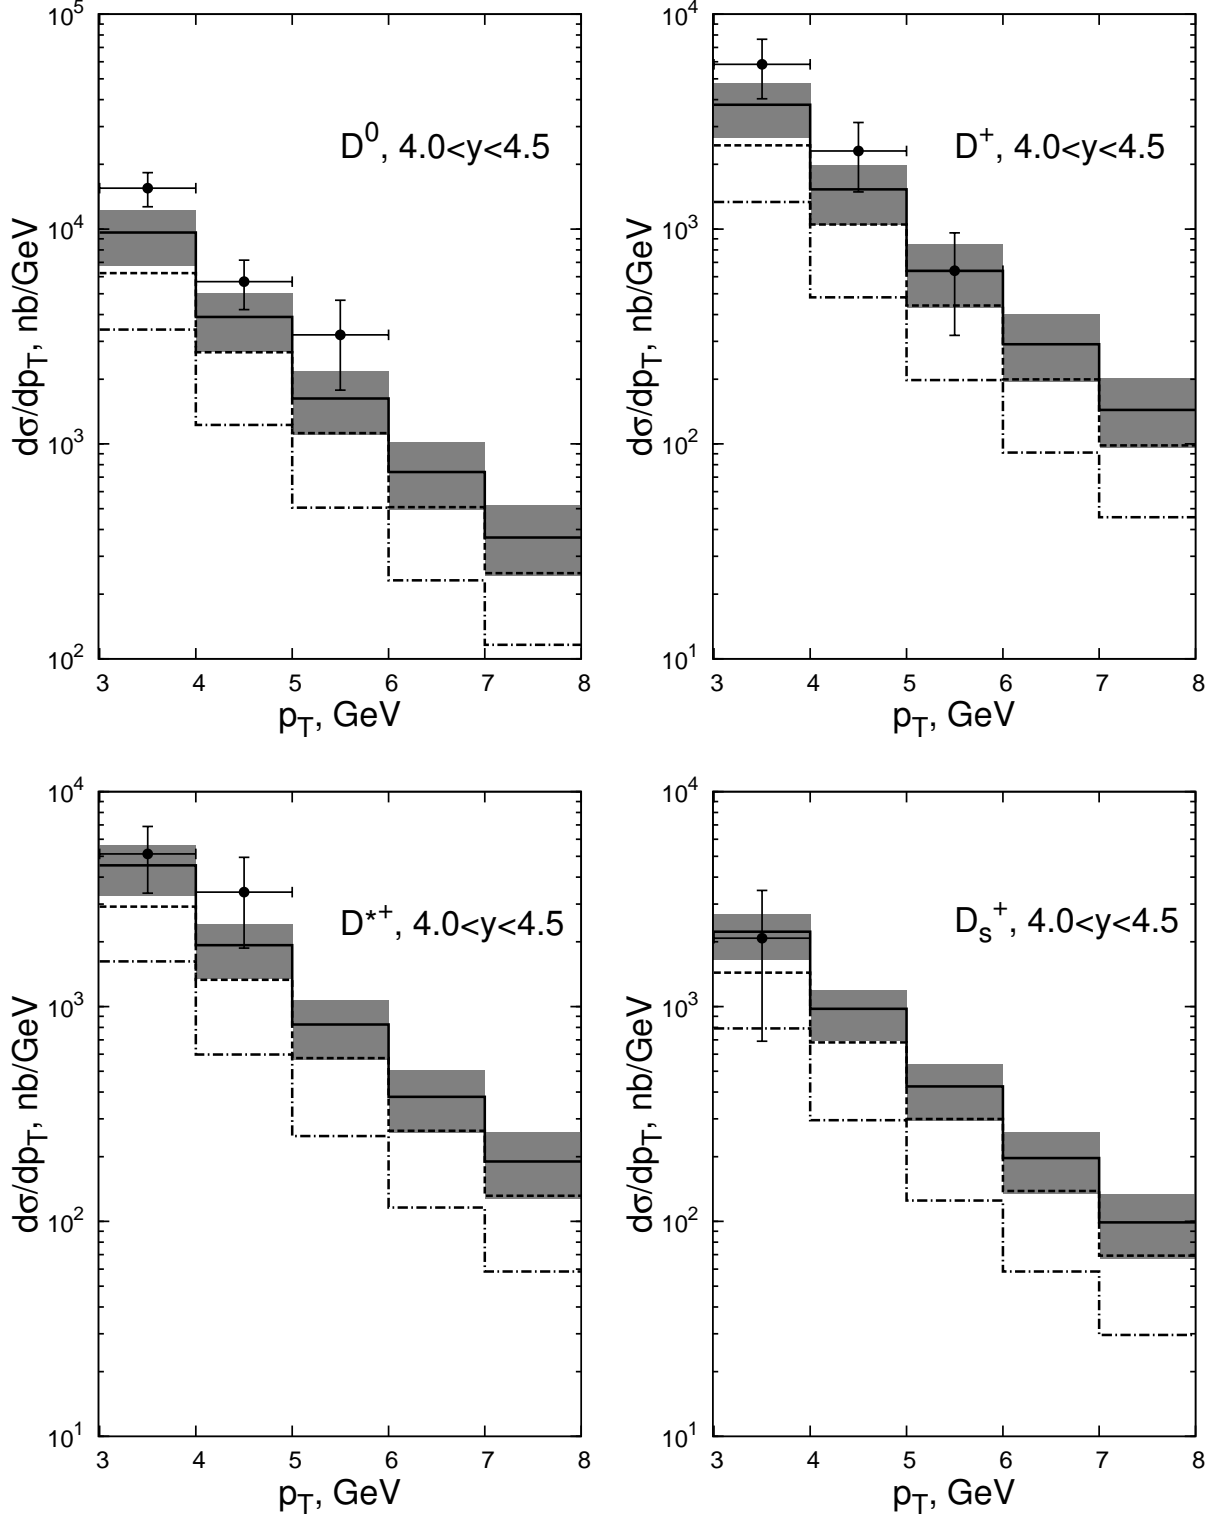 10^5
10^4
10^3
10^2
dσ/dp_T, nb/GeV
D^0, 4.0<y<4.5
3 4 5 6 7 8
p_T, GeV
10^4
10^3
10^2
10^1
dσ/dp_T, nb/GeV
D^+, 4.0<y<4.5
3 4 5 6 7 8
p_T, GeV
10^4
10^3
10^2
10^1
dσ/dp_T, nb/GeV
D^*+, 4.0<y<4.5
3 4 5 6 7 8
p_T, GeV
10^4
10^3
10^2
10^1
dσ/dp_T, nb/GeV
D_s^+, 4.0<y<4.5
3 4 5 6 7 8
p_T, GeV